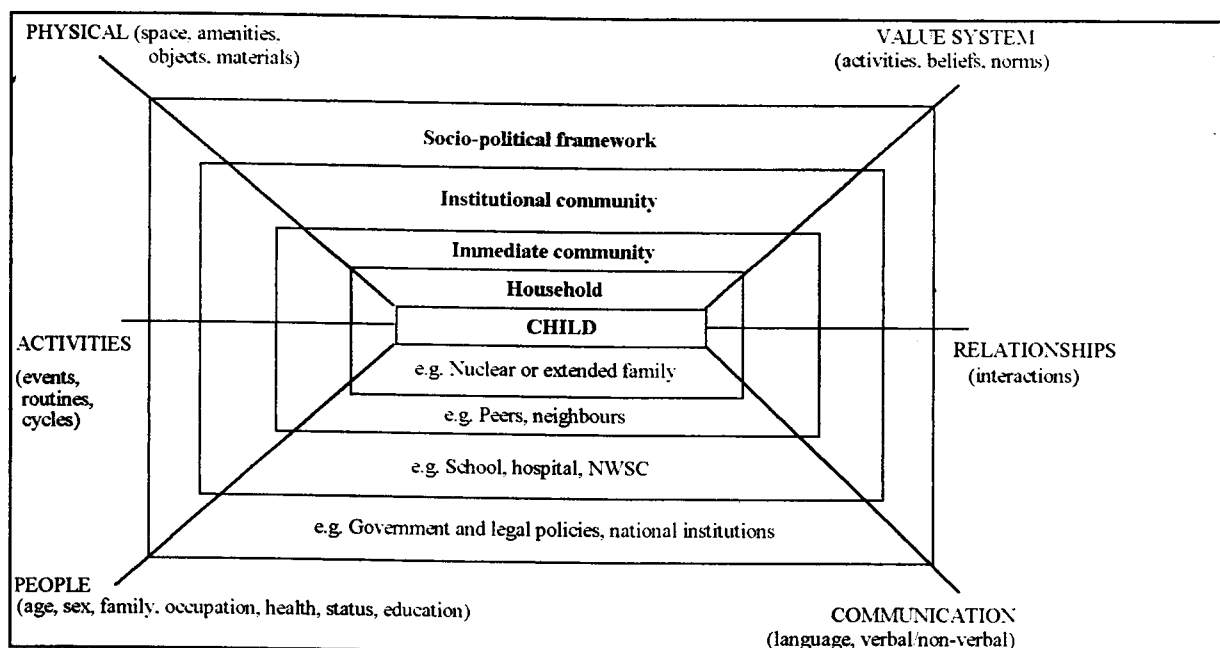 PHYSICAL (space, amenities,
objects, materials)
VALUE SYSTEM
(activities, beliefs, norms)
Socio-political framework
Institutional community
Immediate community
Household
CHILD
ACTIVITIES
(events,
routines,
cycles)
RELATIONSHIPS
(interactions)
e.g. Nuclear or extended family
e.g. Peers, neighbours
e.g. School, hospital, NWSC
e.g. Government and legal policies, national institutions
PEOPLE
(age, sex, family, occupation, health, status, education)
COMMUNICATION
(language, verbal/non-verbal)